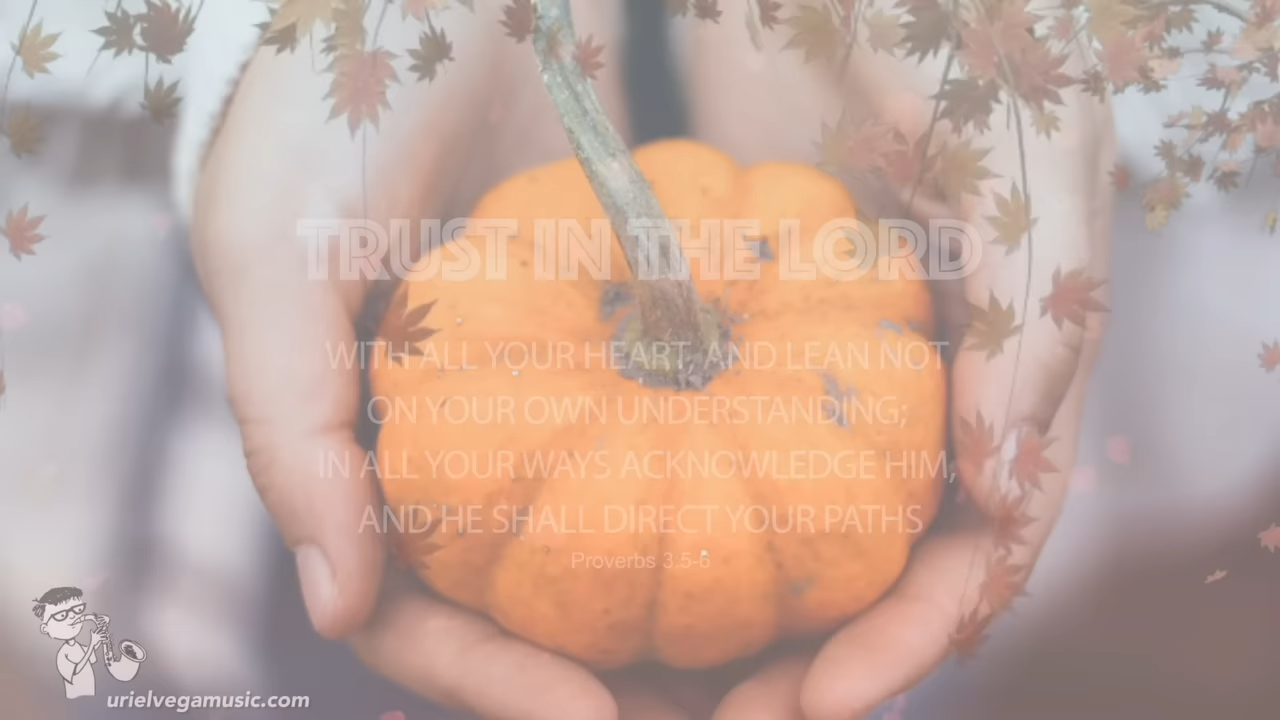 TRUST IN THE LORD
WITH ALL YOUR HEART, AND LEAN NOT
ON YOUR OWN UNDERSTANDING;
IN ALL YOUR WAYS ACKNOWLEDGE HIM,
AND HE SHALL DIRECT YOUR PATHS
Proverbs 3.5-6
urielvegamusic.com